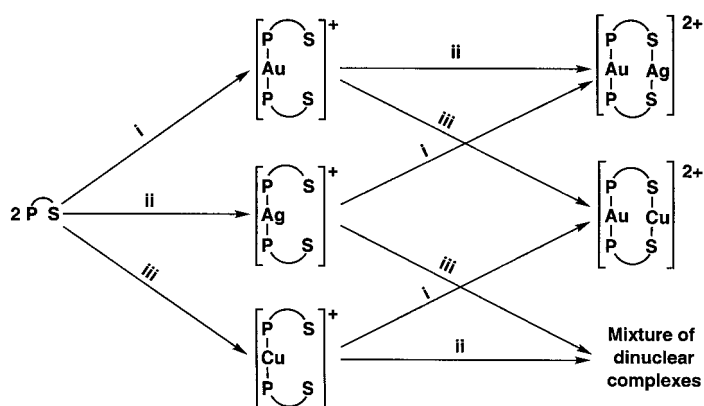 P S +
Au
P S
P S 2+
Au Ag
P S
i
ii
iii
i
2 P S
ii
P S +
Ag
P S
P S 2+
Au Cu
P S
iii
iii
i
P S +
Cu
P S
ii
Mixture of
dinuclear
complexes